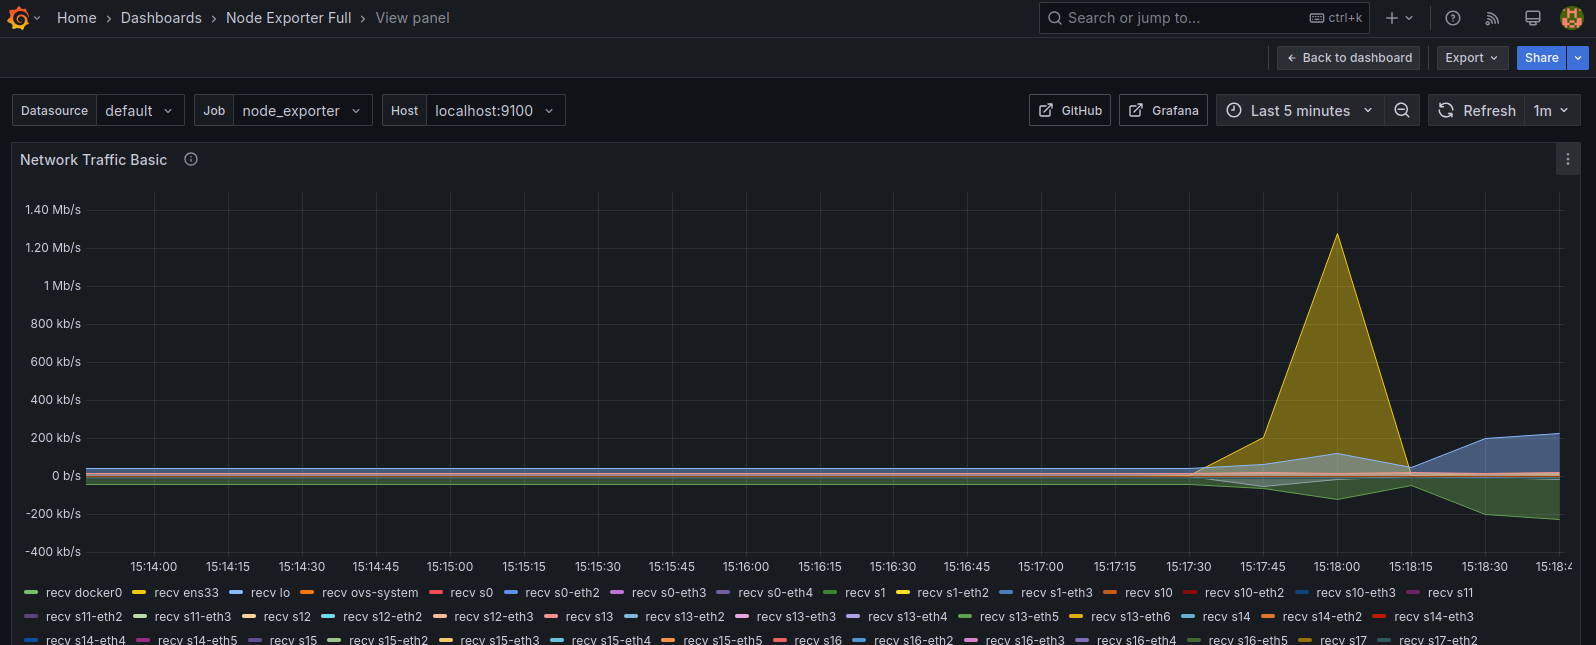 Home › Dashboards › Node Exporter Full › View panel
Search or jump to... ctrl+k
Back to dashboard Export Share
Datasource default Job node_exporter Host localhost:9100 GitHub Grafana Last 5 minutes Refresh 1m
Network Traffic Basic
1.40 Mb/s
1.20 Mb/s
1 Mb/s
800 kb/s
600 kb/s
400 kb/s
200 kb/s
0 b/s
-200 kb/s
-400 kb/s
15:14:00 15:14:15 15:14:30 15:14:45 15:15:00 15:15:15 15:15:30 15:15:45 15:16:00 15:16:15 15:16:30 15:16:45 15:17:00 15:17:15 15:17:30 15:17:45 15:18:00 15:18:15 15:18:30 15:18:4
recv docker0 recv ens33 recv lo recv ovs-system recv s0 recv s0-eth2 recv s0-eth3 recv s0-eth4 recv s1 recv s1-eth2 recv s1-eth3 recv s10 recv s10-eth2 recv s10-eth3 recv s11
recv s11-eth2 recv s11-eth3 recv s12 recv s12-eth2 recv s12-eth3 recv s13 recv s13-eth2 recv s13-eth3 recv s13-eth4 recv s13-eth5 recv s13-eth6 recv s14 recv s14-eth2 recv s14-eth3
recv s14-eth4 recv s14-eth5 recv s15 recv s15-eth2 recv s15-eth3 recv s15-eth4 recv s15-eth5 recv s16 recv s16-eth2 recv s16-eth3 recv s16-eth4 recv s16-eth5 recv s17 recv s17-eth2